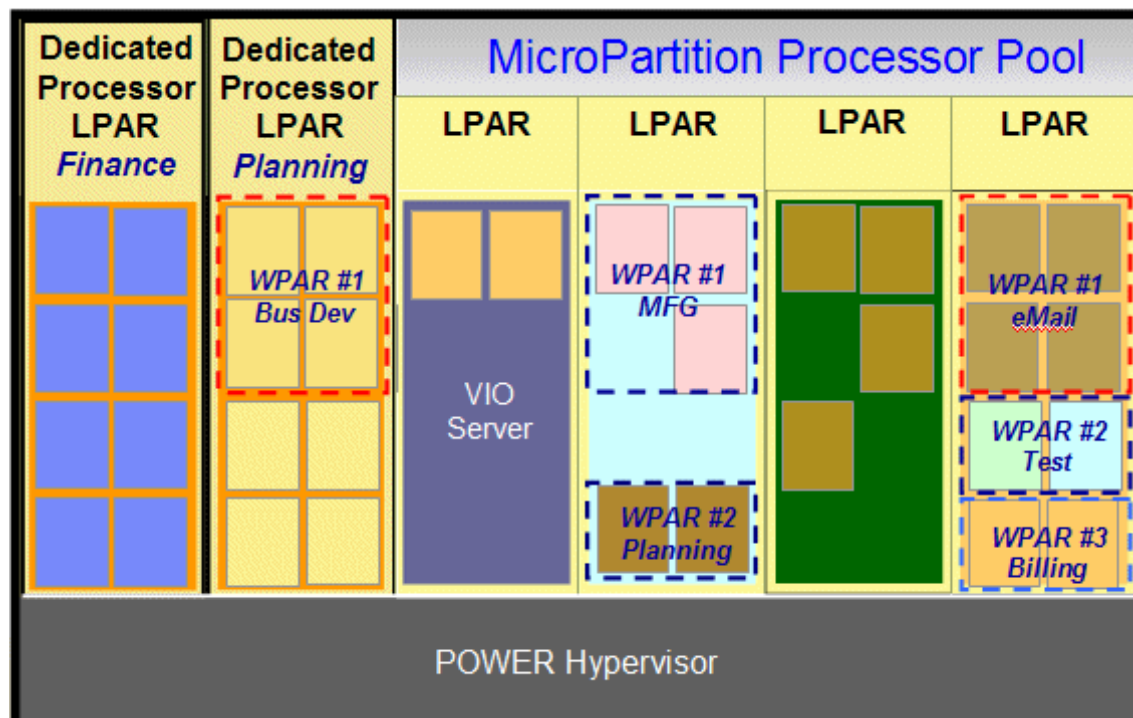 Dedicated
Processor
LPAR
Finance
Dedicated
Processor
LPAR
Planning
MicroPartition Processor Pool
LPAR
LPAR
LPAR
LPAR
WPAR #1
Bus Dev
VIO
Server
WPAR #1
MFG
WPAR #2
Planning
WPAR #1
eMail
WPAR #2
Test
WPAR #3
Billing
POWER Hypervisor